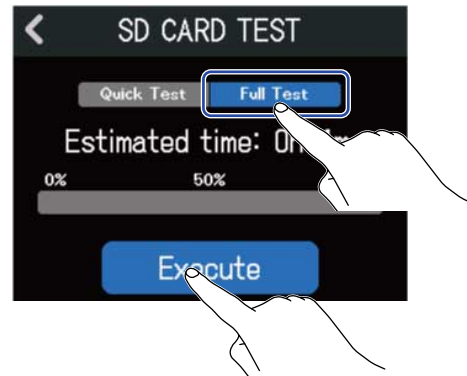 SD CARD TEST
Quick Test Full Test
Estimated time:
0% 50%
Execute